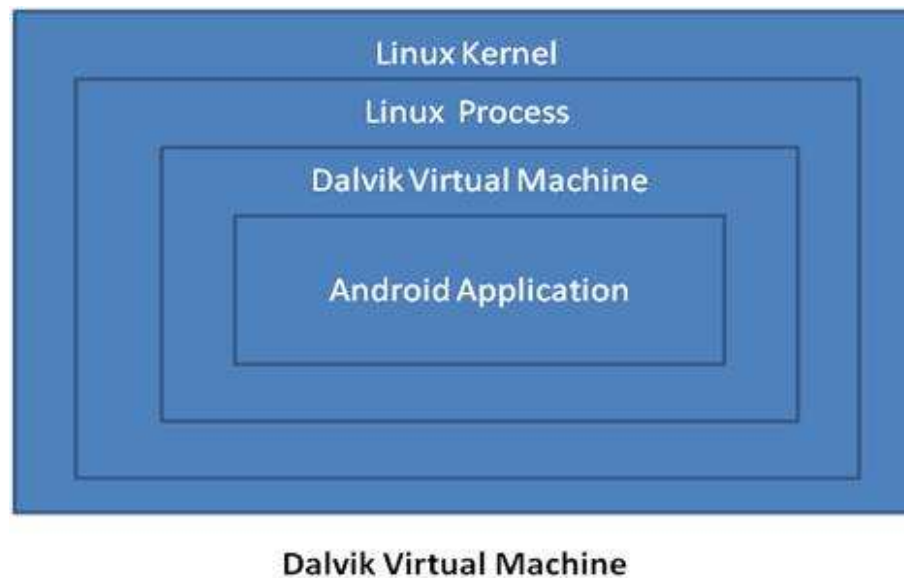 Linux Kernel
Linux Process
Dalvik Virtual Machine
Android Application
Dalvik Virtual Machine